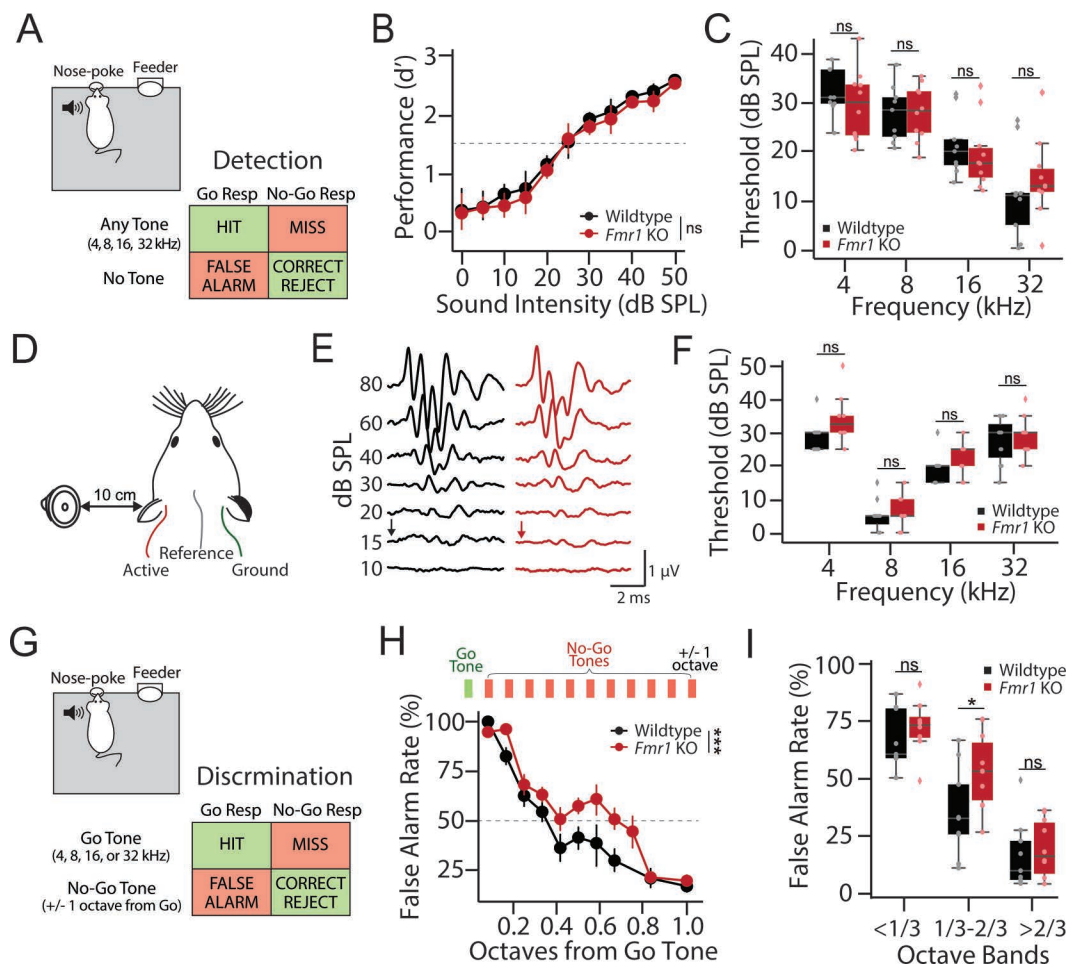 A
Nose-poke
Feeder
Detection
Go Resp
No-Go Resp
Any Tone
(4, 8, 16, 32 kHz)
HIT
MISS
No Tone
FALSE
ALARM
CORRECT
REJECT
B
Performance (d')
3
2
1
0
Wildtype
Fmr1 KO
ns
0 10 20 30 40 50
Sound Intensity (dB SPL)
C
Threshold (dB SPL)
40
30
20
10
0
ns
ns
ns
ns
Wildtype
Fmr1 KO
4 8 16 32
Frequency (kHz)
D
10 cm
Reference
Active
Ground
E
dB SPL
80
60
40
30
20
15
10
1 µV
2 ms
F
Threshold (dB SPL)
50
40
30
20
10
0
ns
ns
ns
ns
Wildtype
Fmr1 KO
4 8 16 32
Frequency (kHz)
G
Nose-poke
Feeder
Discrmination
Go Resp
No-Go Resp
Go Tone
(4, 8, 16, or 32 kHz)
HIT
MISS
No-Go Tone
(+/- 1 octave from Go)
FALSE
ALARM
CORRECT
REJECT
H
Go
Tone
No-Go
Tones
+/- 1
octave
False Alarm Rate (%)
100
75
50
25
Wildtype
Fmr1 KO
***
0.2 0.4 0.6 0.8 1.0
Octaves from Go Tone
I
False Alarm Rate (%)
100
75
50
25
0
ns
*
ns
Wildtype
Fmr1 KO
<1/3 1/3-2/3 >2/3
Octave Bands